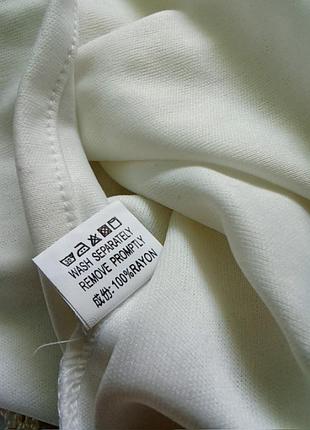 WASH SEPARATELY
REMOVE PROMPTLY
成份: 100%RAYON